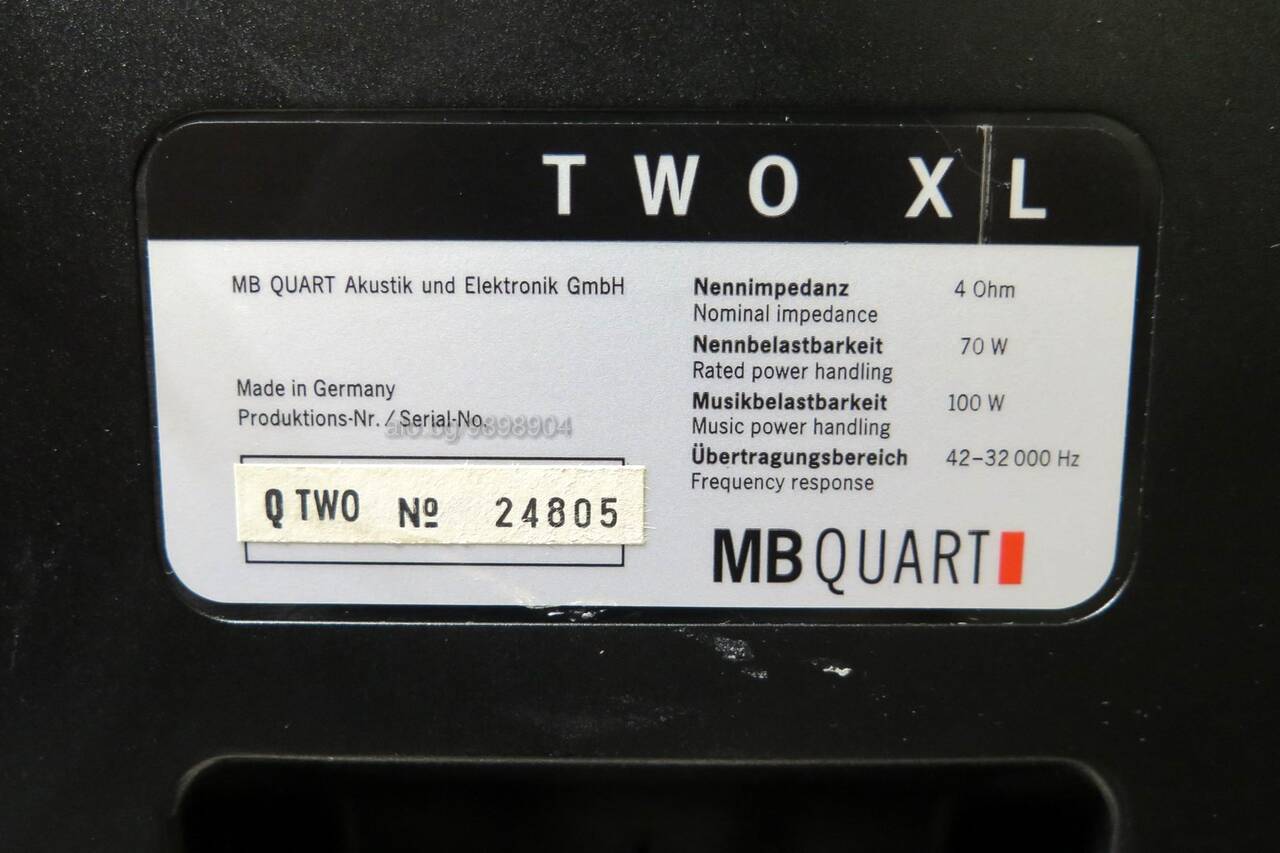 TWO XL
MB QUART Akustik und Elektronik GmbH
Made in Germany
Produktions-Nr. / Serial-No.
Q TWO № 24805
Nennimpedanz 4 Ohm
Nominal impedance
Nennbelastbarkeit 70 W
Rated power handling
Musikbelastbarkeit 100 W
Music power handling
Übertragungsbereich 42–32 000 Hz
Frequency response
MB QUART